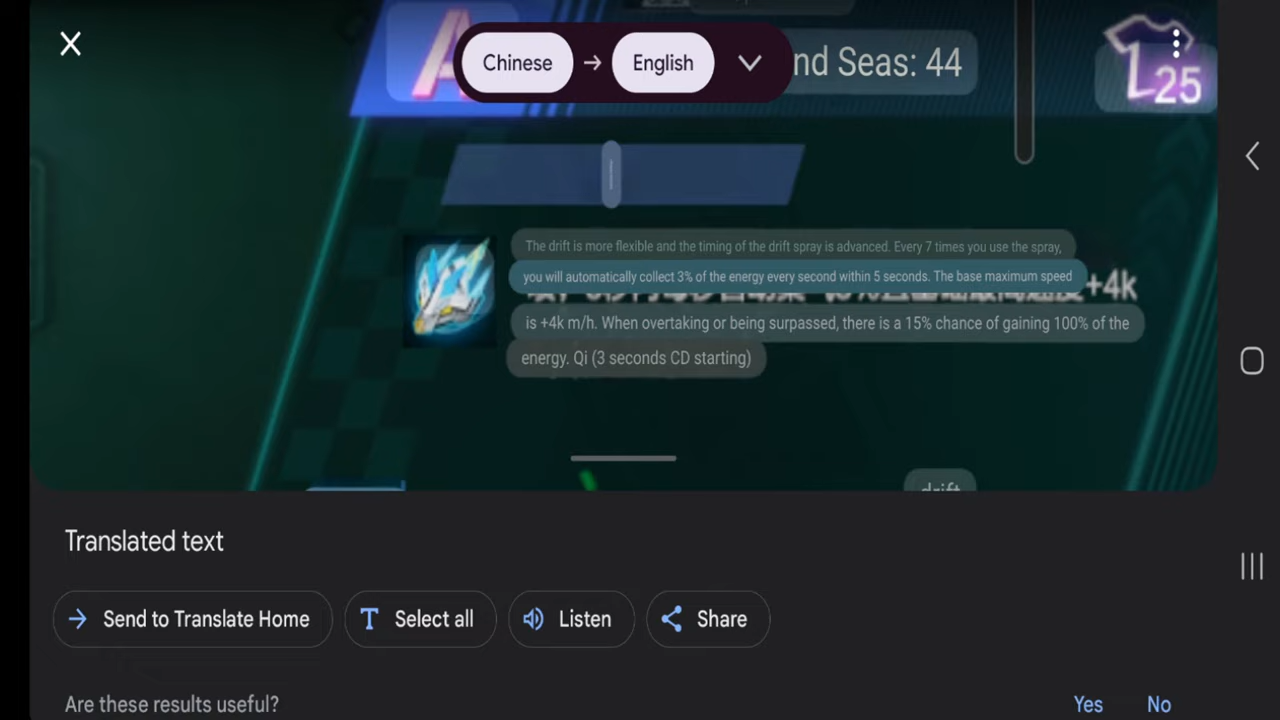 A
Chinese → English
nd Seas: 44
25
The drift is more flexible and the timing of the drift spray is advanced. Every 7 times you use the spray,
you will automatically collect 3% of the energy every second within 5 seconds. The base maximum speed
+4k
is +4k m/h. When overtaking or being surpassed, there is a 15% chance of gaining 100% of the
energy. Qi (3 seconds CD starting)
drift
Translated text
Send to Translate Home
Select all
Listen
Share
Are these results useful?
Yes
No